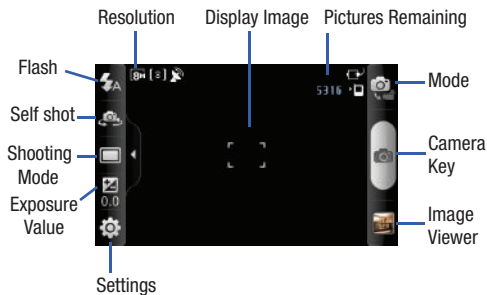 Resolution Display Image Pictures Remaining
Flash
A
8M
5316
Mode
Self shot
Shooting
Mode
Camera
Key
Exposure
Value
0.0
Image
Viewer
Settings